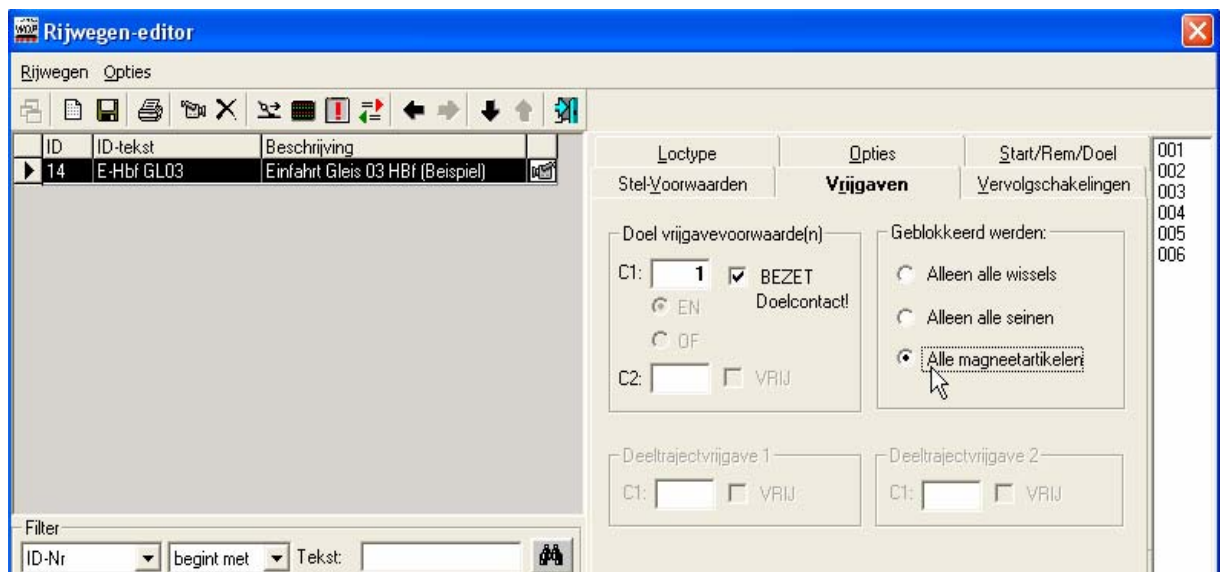 Rijwegen-editor
Rijwegen Opties
ID ID-tekst Beschrijving
14 E-Hbf GL03 Einfahrt Gleis 03 HBf (Beispiel)
Filter
ID-Nr begint met Tekst:
Loctype Opties Start/Rem/Doel
Stel-Voorwaarden Vrijgaven Vervolgschakelingen
Doel vrijgavevoorwaarde(n)
C1: 1 BEZET
Doelcontact!
EN
OF
C2: VRIJ
Geblokkeerd werden:
Alleen alle wissels
Alleen alle seinen
Alle magneetartikelen
Deeltrajectvrijgave 1
C1: VRIJ
Deeltrajectvrijgave 2
C1: VRIJ
001
002
003
004
005
006